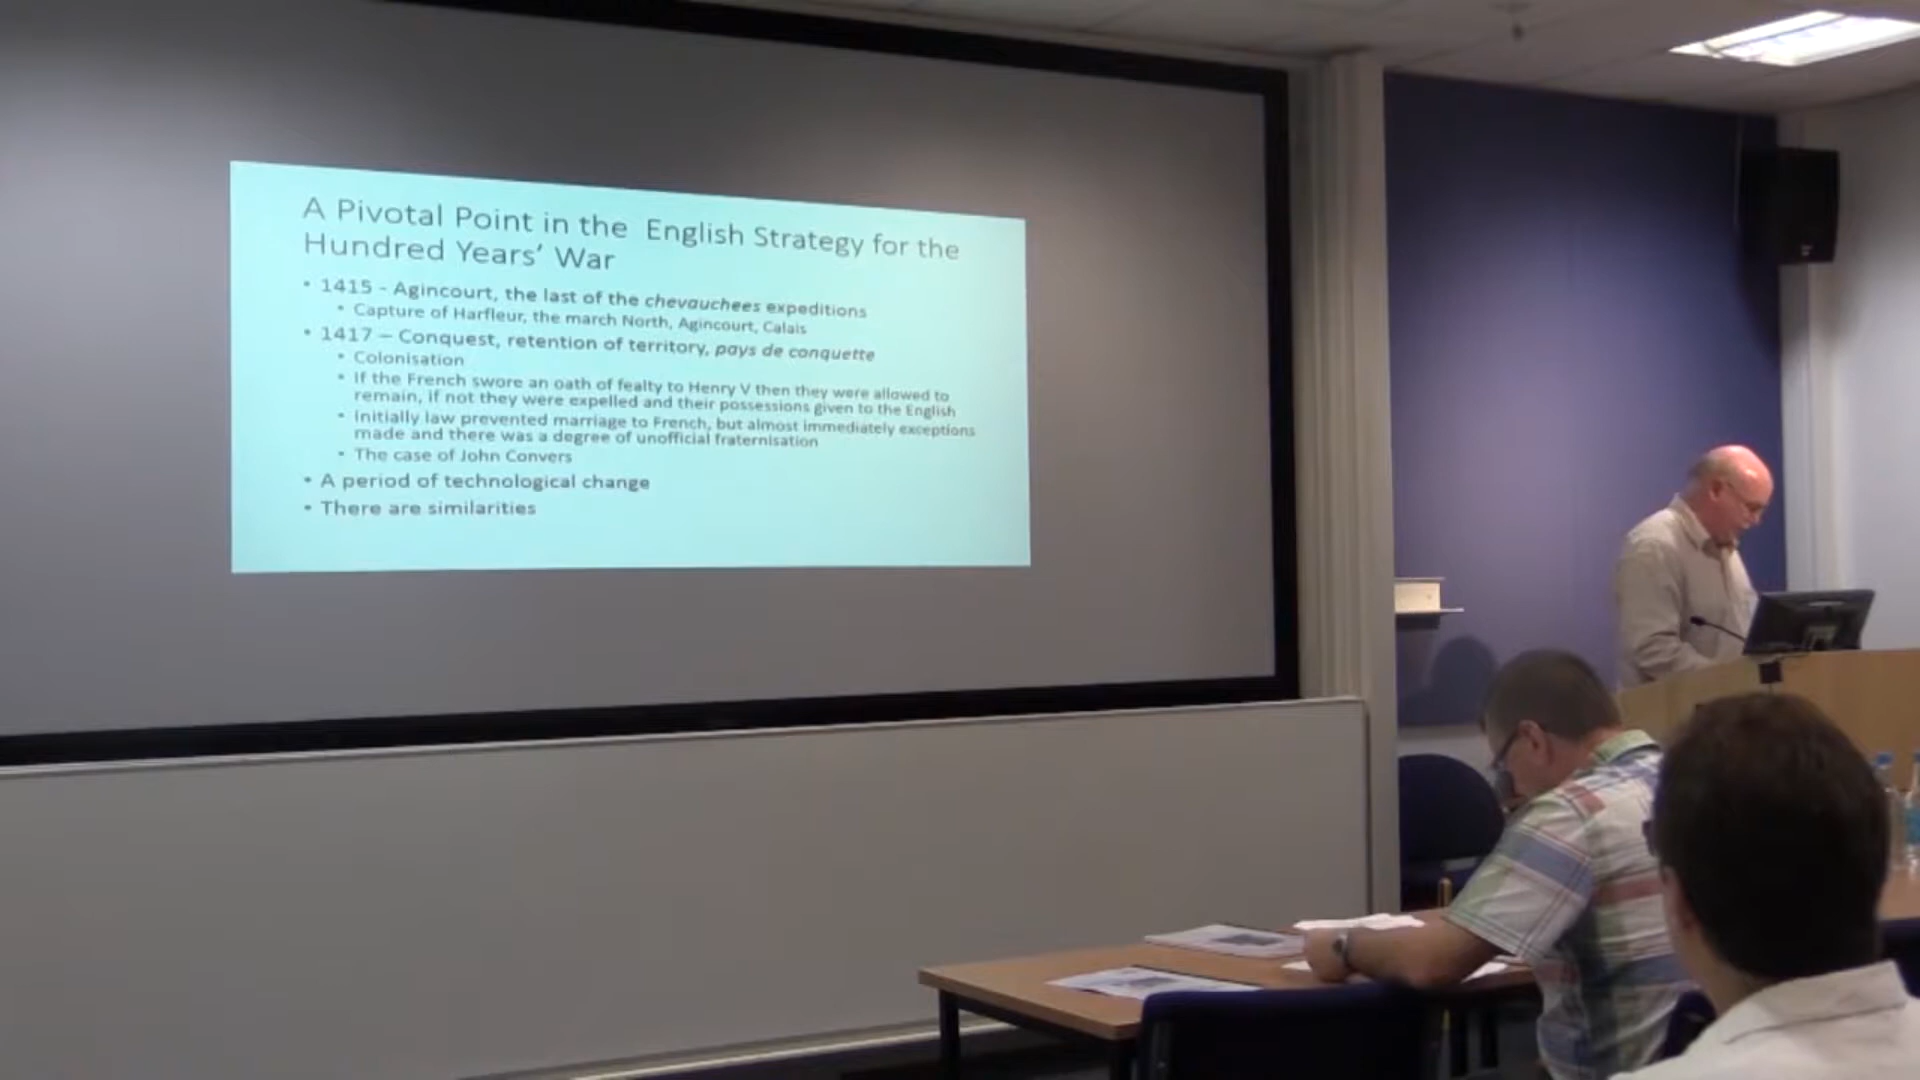 A Pivotal Point in the English Strategy for the
Hundred Years' War
• 1415 - Agincourt, the last of the chevauchees expeditions
• Capture of Harfleur, the march North, Agincourt, Calais
• 1417 – Conquest, retention of territory, pays de conquette
• Colonisation
• If the French swore an oath of fealty to Henry V then they were allowed to
remain, if not they were expelled and their possessions given to the English
• Initially law prevented marriage to French, but almost immediately exceptions
made and there was a degree of unofficial fraternisation
• The case of John Convers
• A period of technological change
• There are similarities